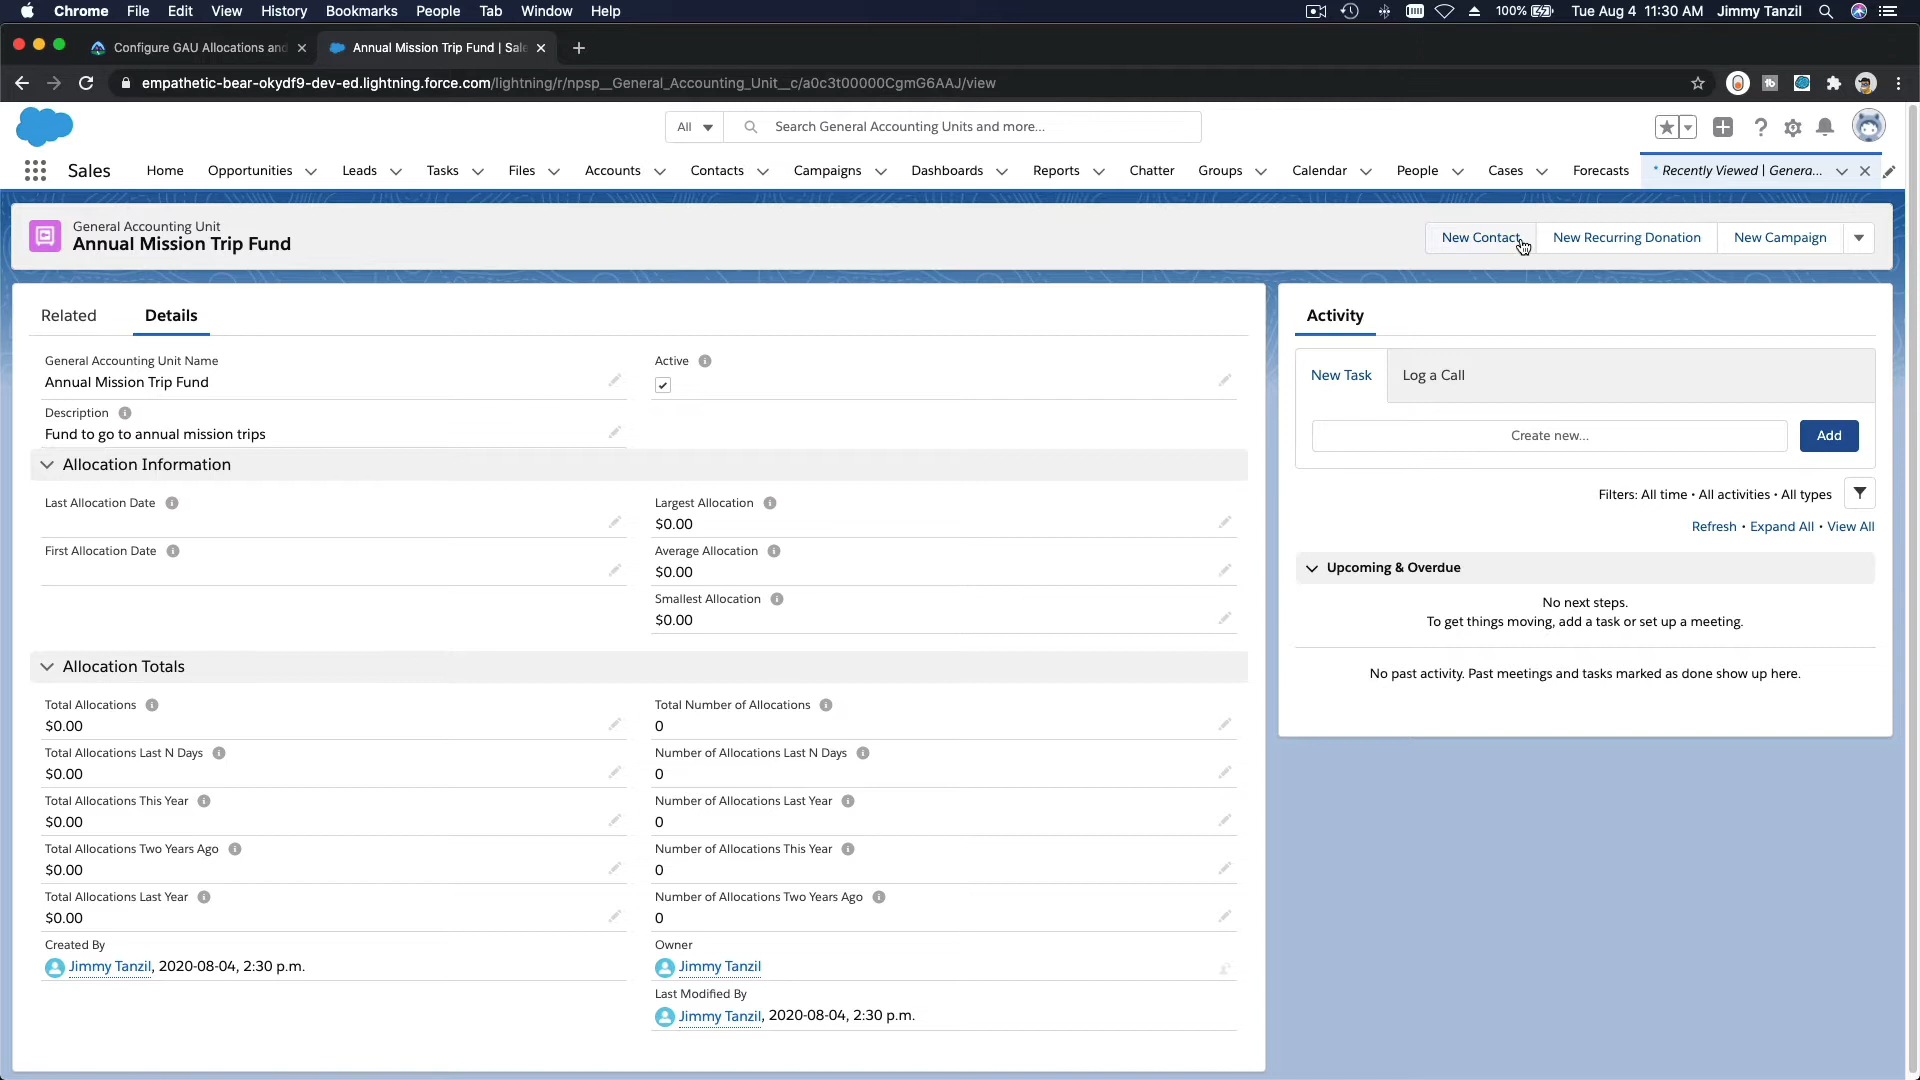 Chrome File Edit View History Bookmarks People Tab Window Help 100% Tue Aug 4 11:30 AM Jimmy Tanzil
Configure GAU Allocations and Annual Mission Trip Fund | Sale
empathetic-bear-okydf9-dev-ed.lightning.force.com/lightning/r/npsp__General_Accounting_Unit__c/a0c3t00000CgmG6AAJ/view
All Search General Accounting Units and more...
Sales Home Opportunities Leads Tasks Files Accounts Contacts Campaigns Dashboards Reports Chatter Groups Calendar People Cases Forecasts * Recently Viewed | Genera...
General Accounting Unit
Annual Mission Trip Fund
New Contact New Recurring Donation New Campaign
Related Details
General Accounting Unit Name
Annual Mission Trip Fund
Active
Description
Fund to go to annual mission trips
Allocation Information
Last Allocation Date
Largest Allocation
$0.00
First Allocation Date
Average Allocation
$0.00
Smallest Allocation
$0.00
Allocation Totals
Total Allocations
$0.00
Total Number of Allocations
0
Total Allocations Last N Days
$0.00
Number of Allocations Last N Days
0
Total Allocations This Year
$0.00
Number of Allocations Last Year
0
Total Allocations Two Years Ago
$0.00
Number of Allocations This Year
0
Total Allocations Last Year
$0.00
Number of Allocations Two Years Ago
0
Created By
Jimmy Tanzil, 2020-08-04, 2:30 p.m.
Owner
Jimmy Tanzil
Last Modified By
Jimmy Tanzil, 2020-08-04, 2:30 p.m.
Activity
New Task Log a Call
Create new... Add
Filters: All time • All activities • All types
Refresh • Expand All • View All
Upcoming & Overdue
No next steps.
To get things moving, add a task or set up a meeting.
No past activity. Past meetings and tasks marked as done show up here.